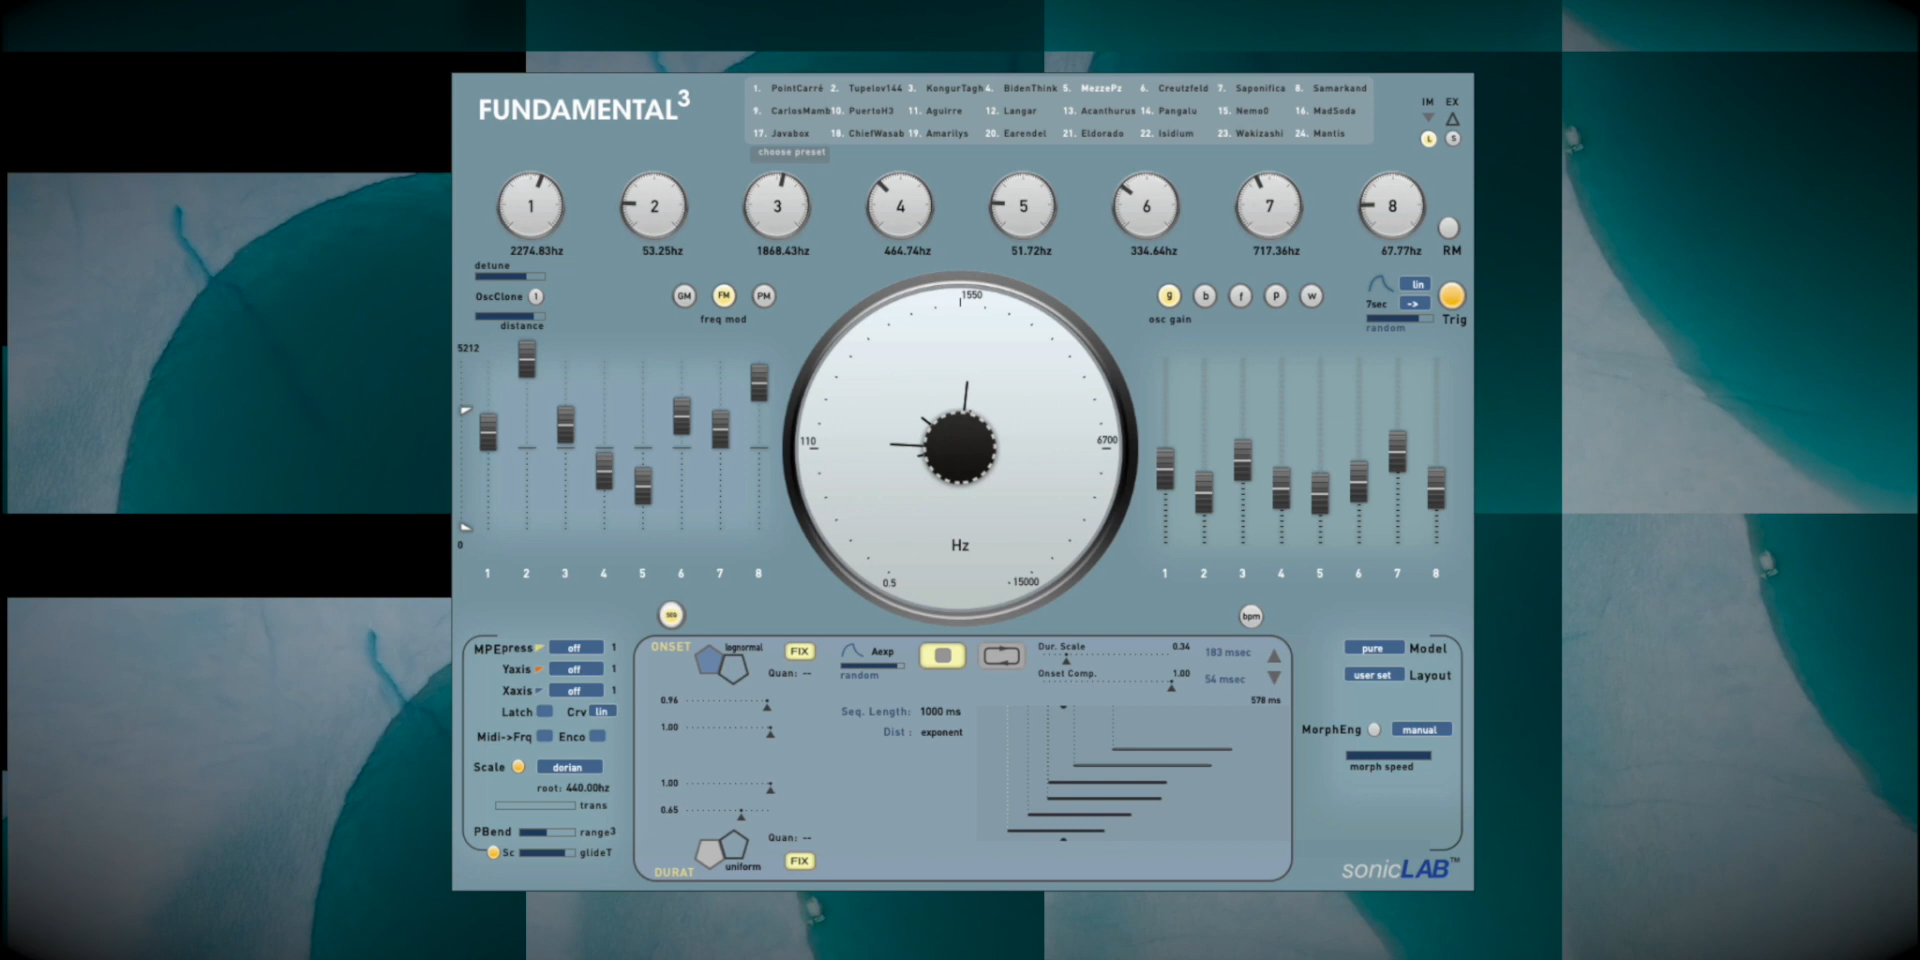 FUNDAMENTAL3
1. PointCarré 2. Tupelov144 3. KongurTagh 4. BidenThink 5. MezzePz 6. Creutzfeld 7. Saponifica 8. Samarkand
9. CarlosMamb 10. PuertoH3 11. Aguirre 12. Langar 13. Acanthurus 14. Pangalu 15. Nemo0 16. MadSoda
17. Javabox 18. ChiefWasab 19. Amarilys 20. Earendel 21. Eldorado 22. Isidium 23. Wakizashi 24. Mantis
choose preset
IM EX
L S
1 2 3 4 5 6 7 8
2274.83hz 53.25hz 1868.43hz 464.74hz 51.72hz 334.64hz 717.36hz 67.77hz RM
detune
OscClone 1
distance
GM FM PM
freq mod
g b f p w
osc gain
lin
7sec ->
random
Trig
5212
0
1 2 3 4 5 6 7 8
1550
110
6700
Hz
0.5
15000
1 2 3 4 5 6 7 8
SEQ
bpm
MPEpress off 1
Yaxis off 1
Xaxis off 1
Latch Crv lin
Midi->Frq Enco
Scale dorian
root: 440.00hz
trans
PBend range3
Sc glideT
ONSET lognormal FIX
Quan: --
0.96
1.00
1.00
0.65
Quan: --
uniform FIX
DURAT
Aexp
random
Seq. Length: 1000 ms
Dist : exponent
Dur. Scale 0.34 183 msec
Onset Comp. 1.00 54 msec
578 ms
pure Model
user set Layout
MorphEng manual
morph speed
sonicLAB™